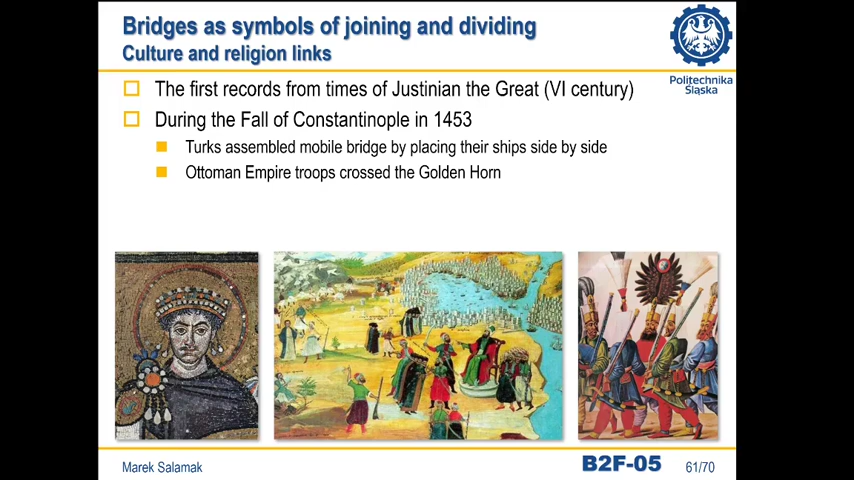 Bridges as symbols of joining and dividing
Culture and religion links
Politechnika
Śląska
The first records from times of Justinian the Great (VI century)
During the Fall of Constantinople in 1453
Turks assembled mobile bridge by placing their ships side by side
Ottoman Empire troops crossed the Golden Horn
Marek Salamak
B2F-05
61/70